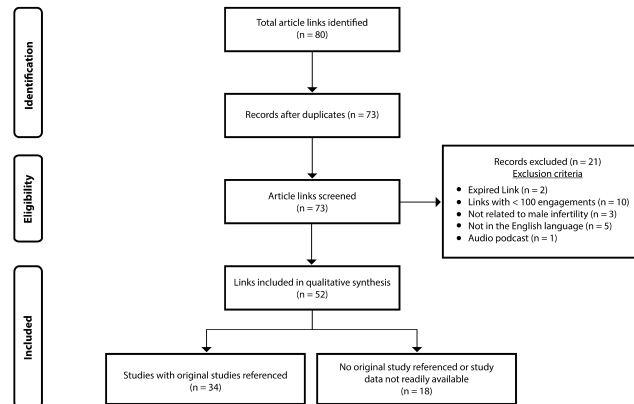 Identification
Total article links identified
(n = 80)
Records after duplicates (n = 73)
Eligibility
Article links screened
(n = 73)
Records excluded (n = 21)
Exclusion criteria
• Expired Link (n = 2)
• Links with < 100 engagements (n = 10)
• Not related to male infertility (n = 3)
• Not in the English language (n = 5)
• Audio podcast (n = 1)
Included
Links included in qualitative synthesis
(n = 52)
Studies with original studies referenced
(n = 34)
No original study referenced or study
data not readily available
(n = 18)